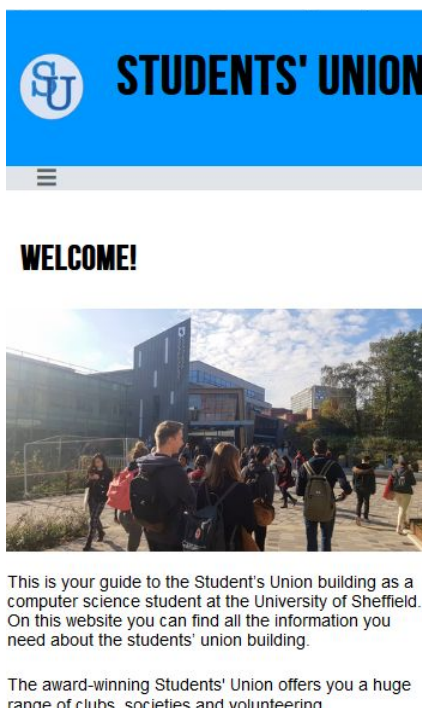 SU
STUDENTS' UNION
WELCOME!
This is your guide to the Student's Union building as a
computer science student at the University of Sheffield.
On this website you can find all the information you
need about the students' union building.
The award-winning Students' Union offers you a huge
range of clubs, societies and volunteering